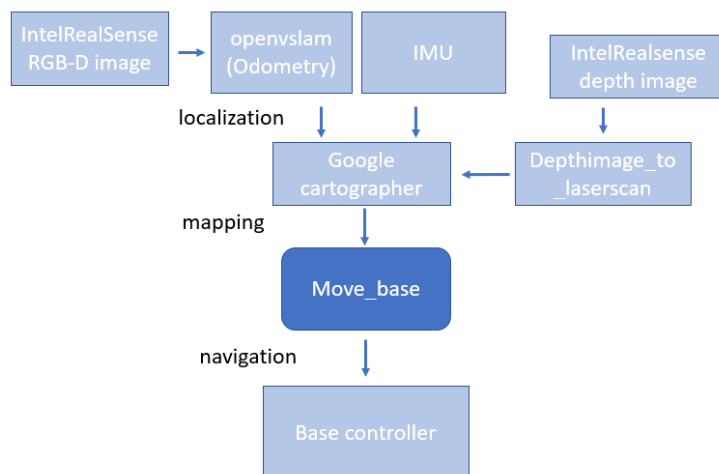 IntelRealSense
RGB-D image
openvslam
(Odometry)
IMU
IntelRealsense
depth image
localization
Google
cartographer
Depthimage_to
_laserscan
mapping
Move_base
navigation
Base controller